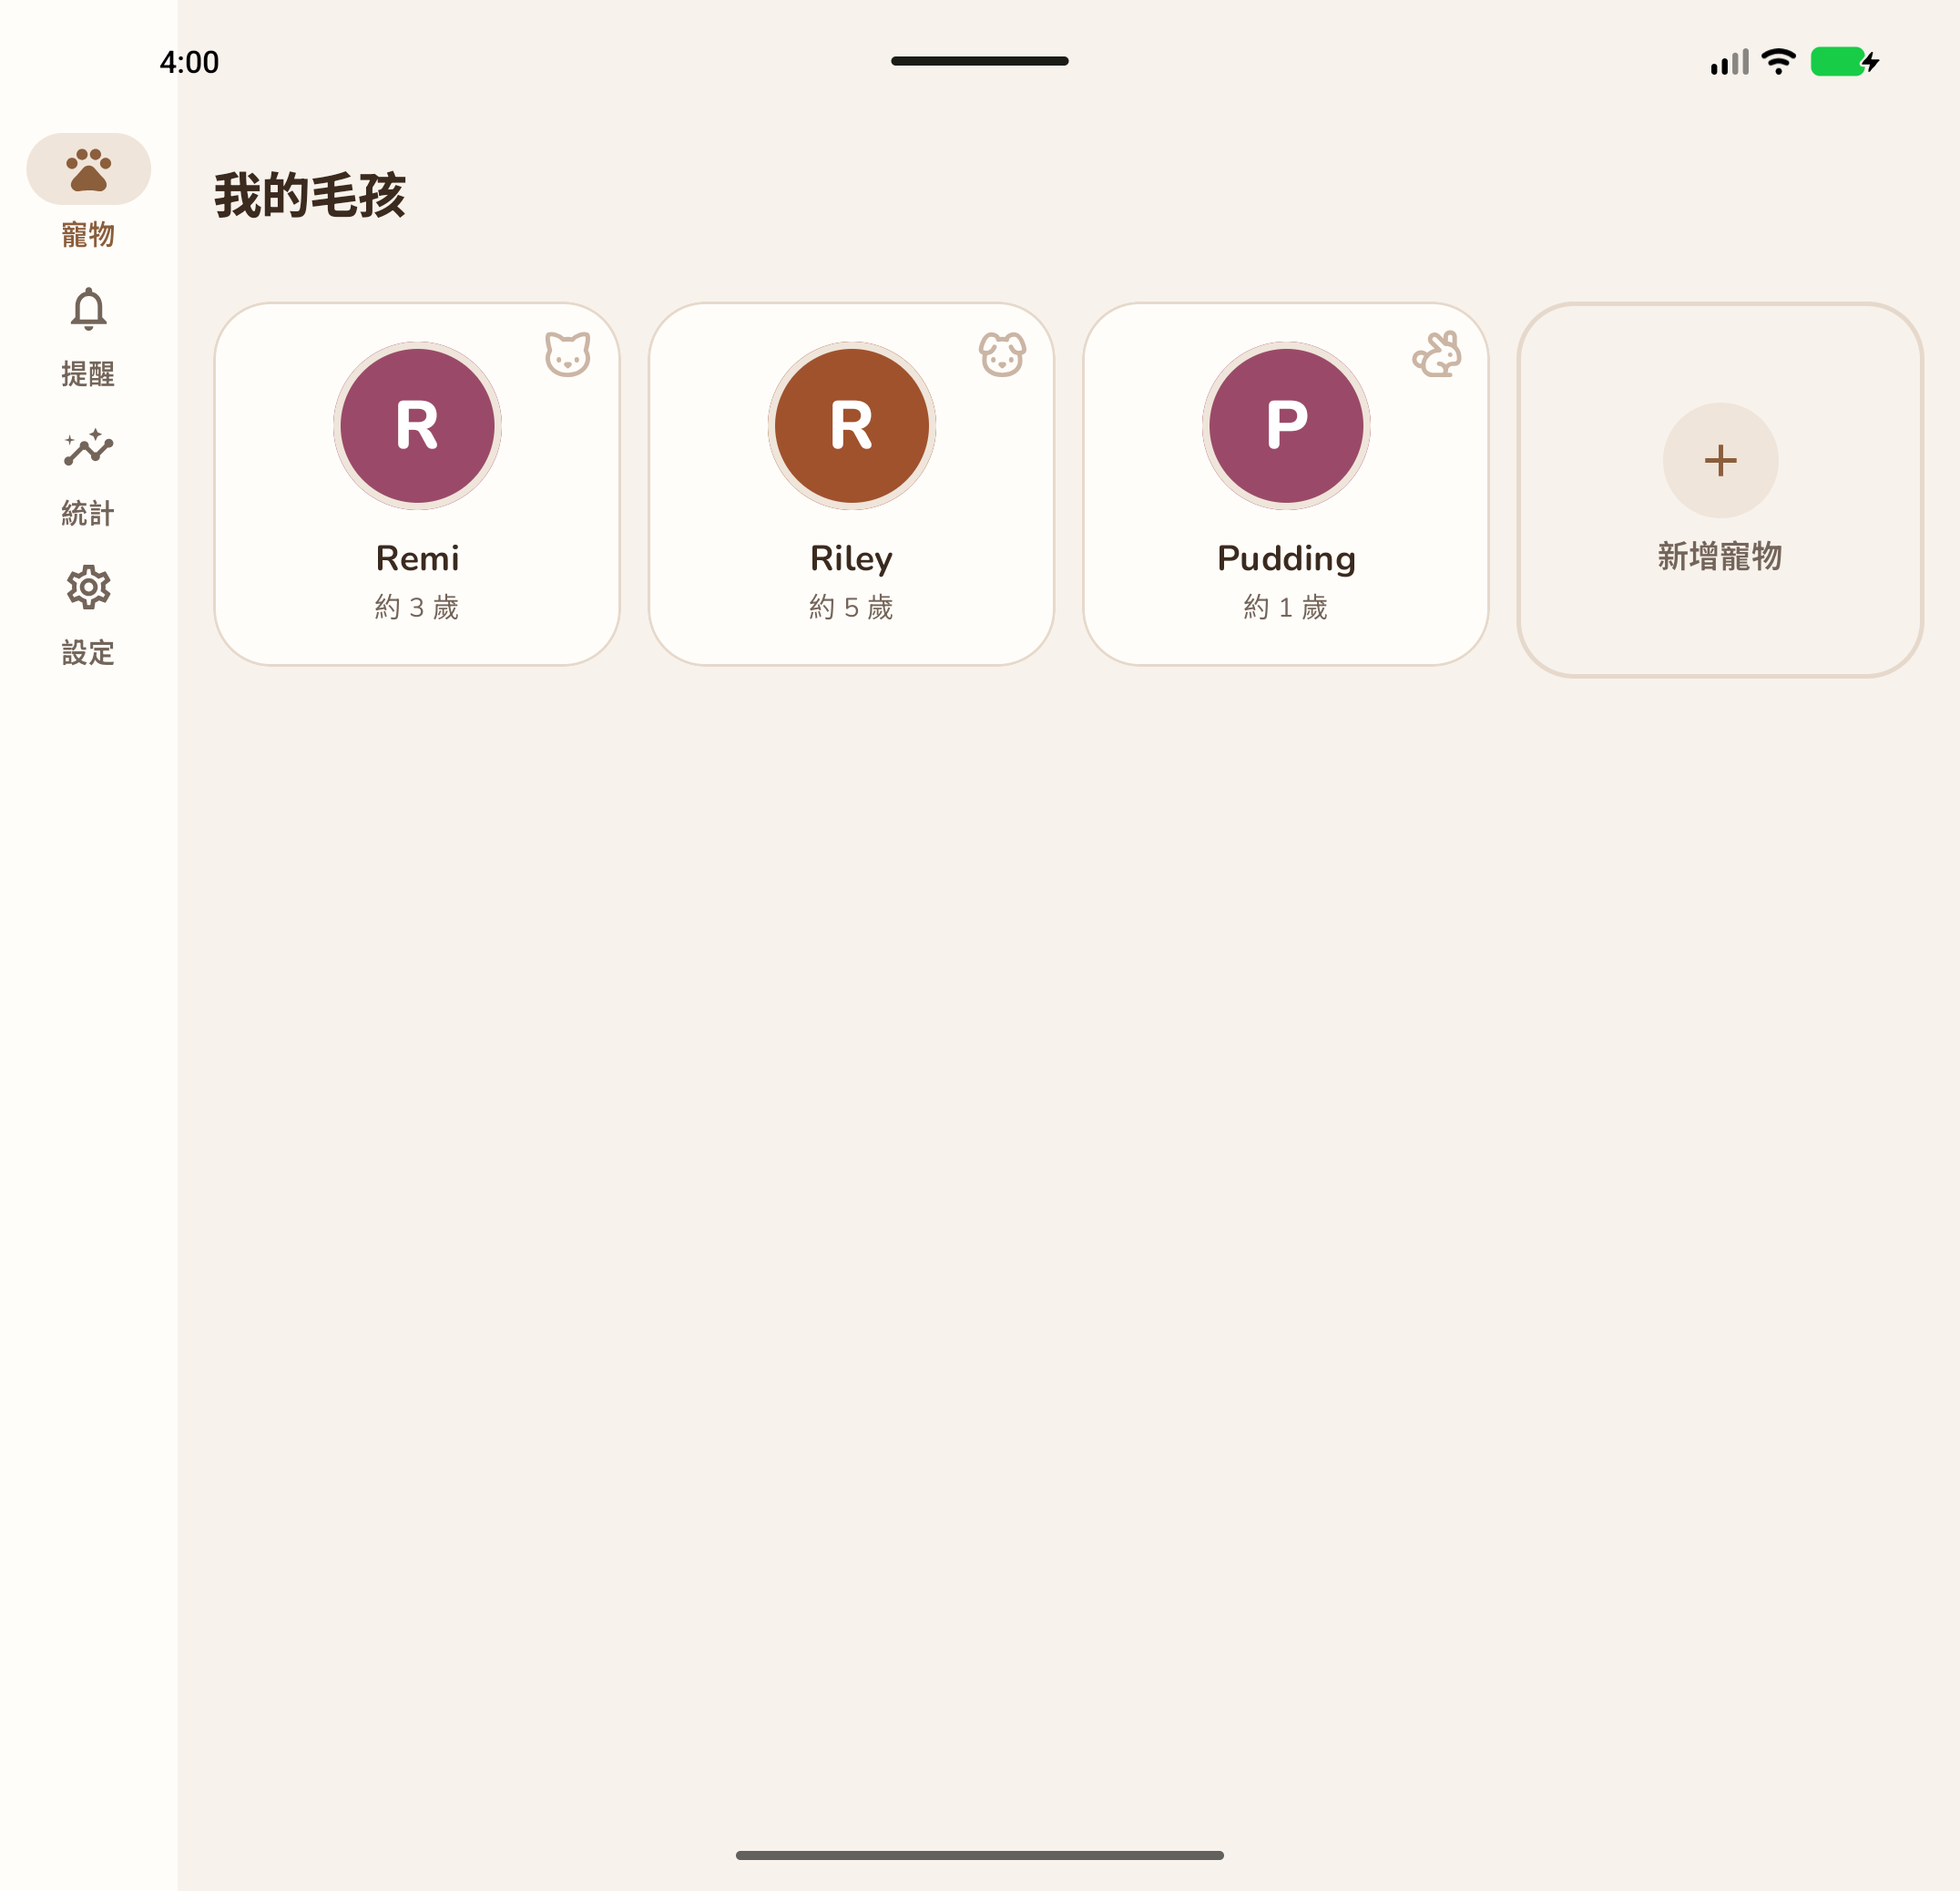 4:00
寵物
提醒
統計
設定
我的毛孩
R
Remi
約 3 歲
R
Riley
約 5 歲
P
Pudding
約 1 歲
新增寵物